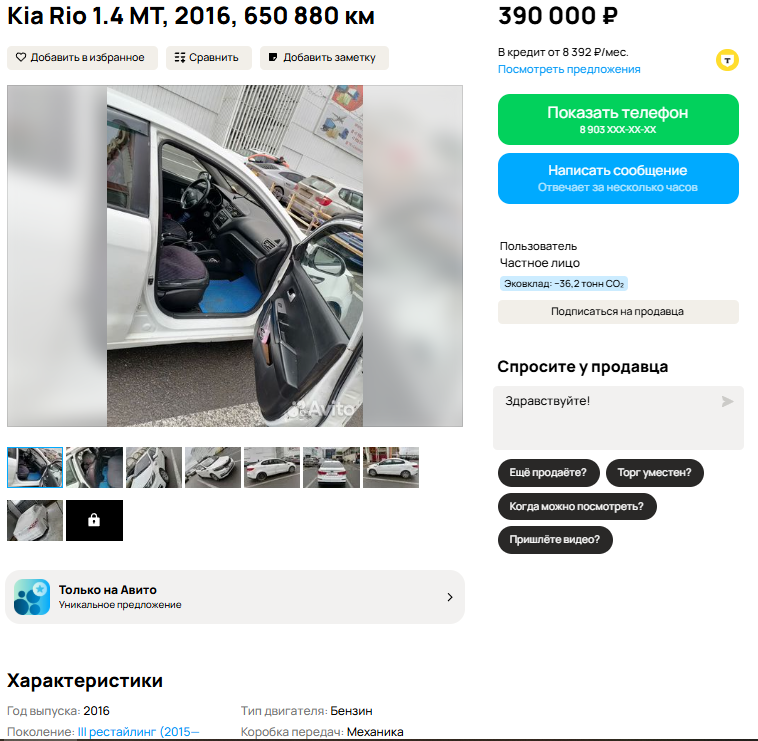 Kia Rio 1.4 MT, 2016, 650 880 км
390 000 ₽
Добавить в избранное
Сравнить
Добавить заметку
В кредит от 8 392 ₽/мес.
Посмотреть предложения
Т
Показать телефон
8 903 XXX-XX-XX
Написать сообщение
Отвечает за несколько часов
Avito
Пользователь
Частное лицо
Эковклад: −36,2 тонн CO₂
Подписаться на продавца
Спросите у продавца
Здравствуйте!
Ещё продаёте?
Торг уместен?
Когда можно посмотреть?
Пришлёте видео?
Только на Авито
Уникальное предложение
Характеристики
Год выпуска: 2016
Тип двигателя: Бензин
Поколение: III рестайлинг (2015—
Коробка передач: Механика